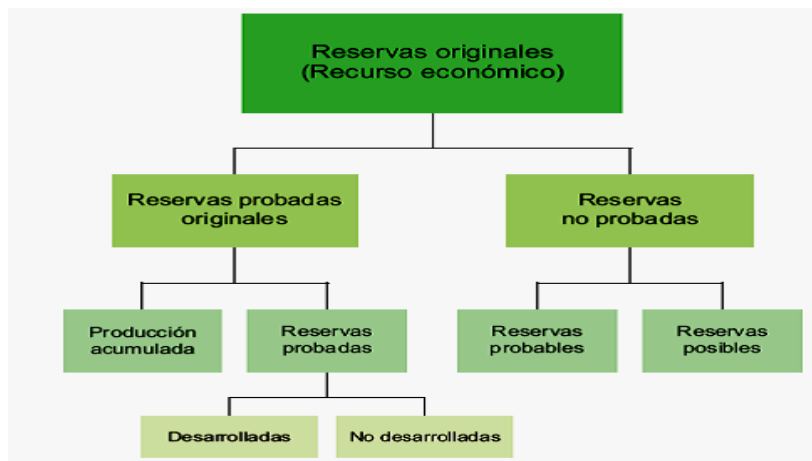 Reservas originales
(Recurso económico)
Reservas probadas
originales
Reservas
no probadas
Producción
acumulada
Reservas
probadas
Reservas
probables
Reservas
posibles
Desarrolladas
No desarrolladas